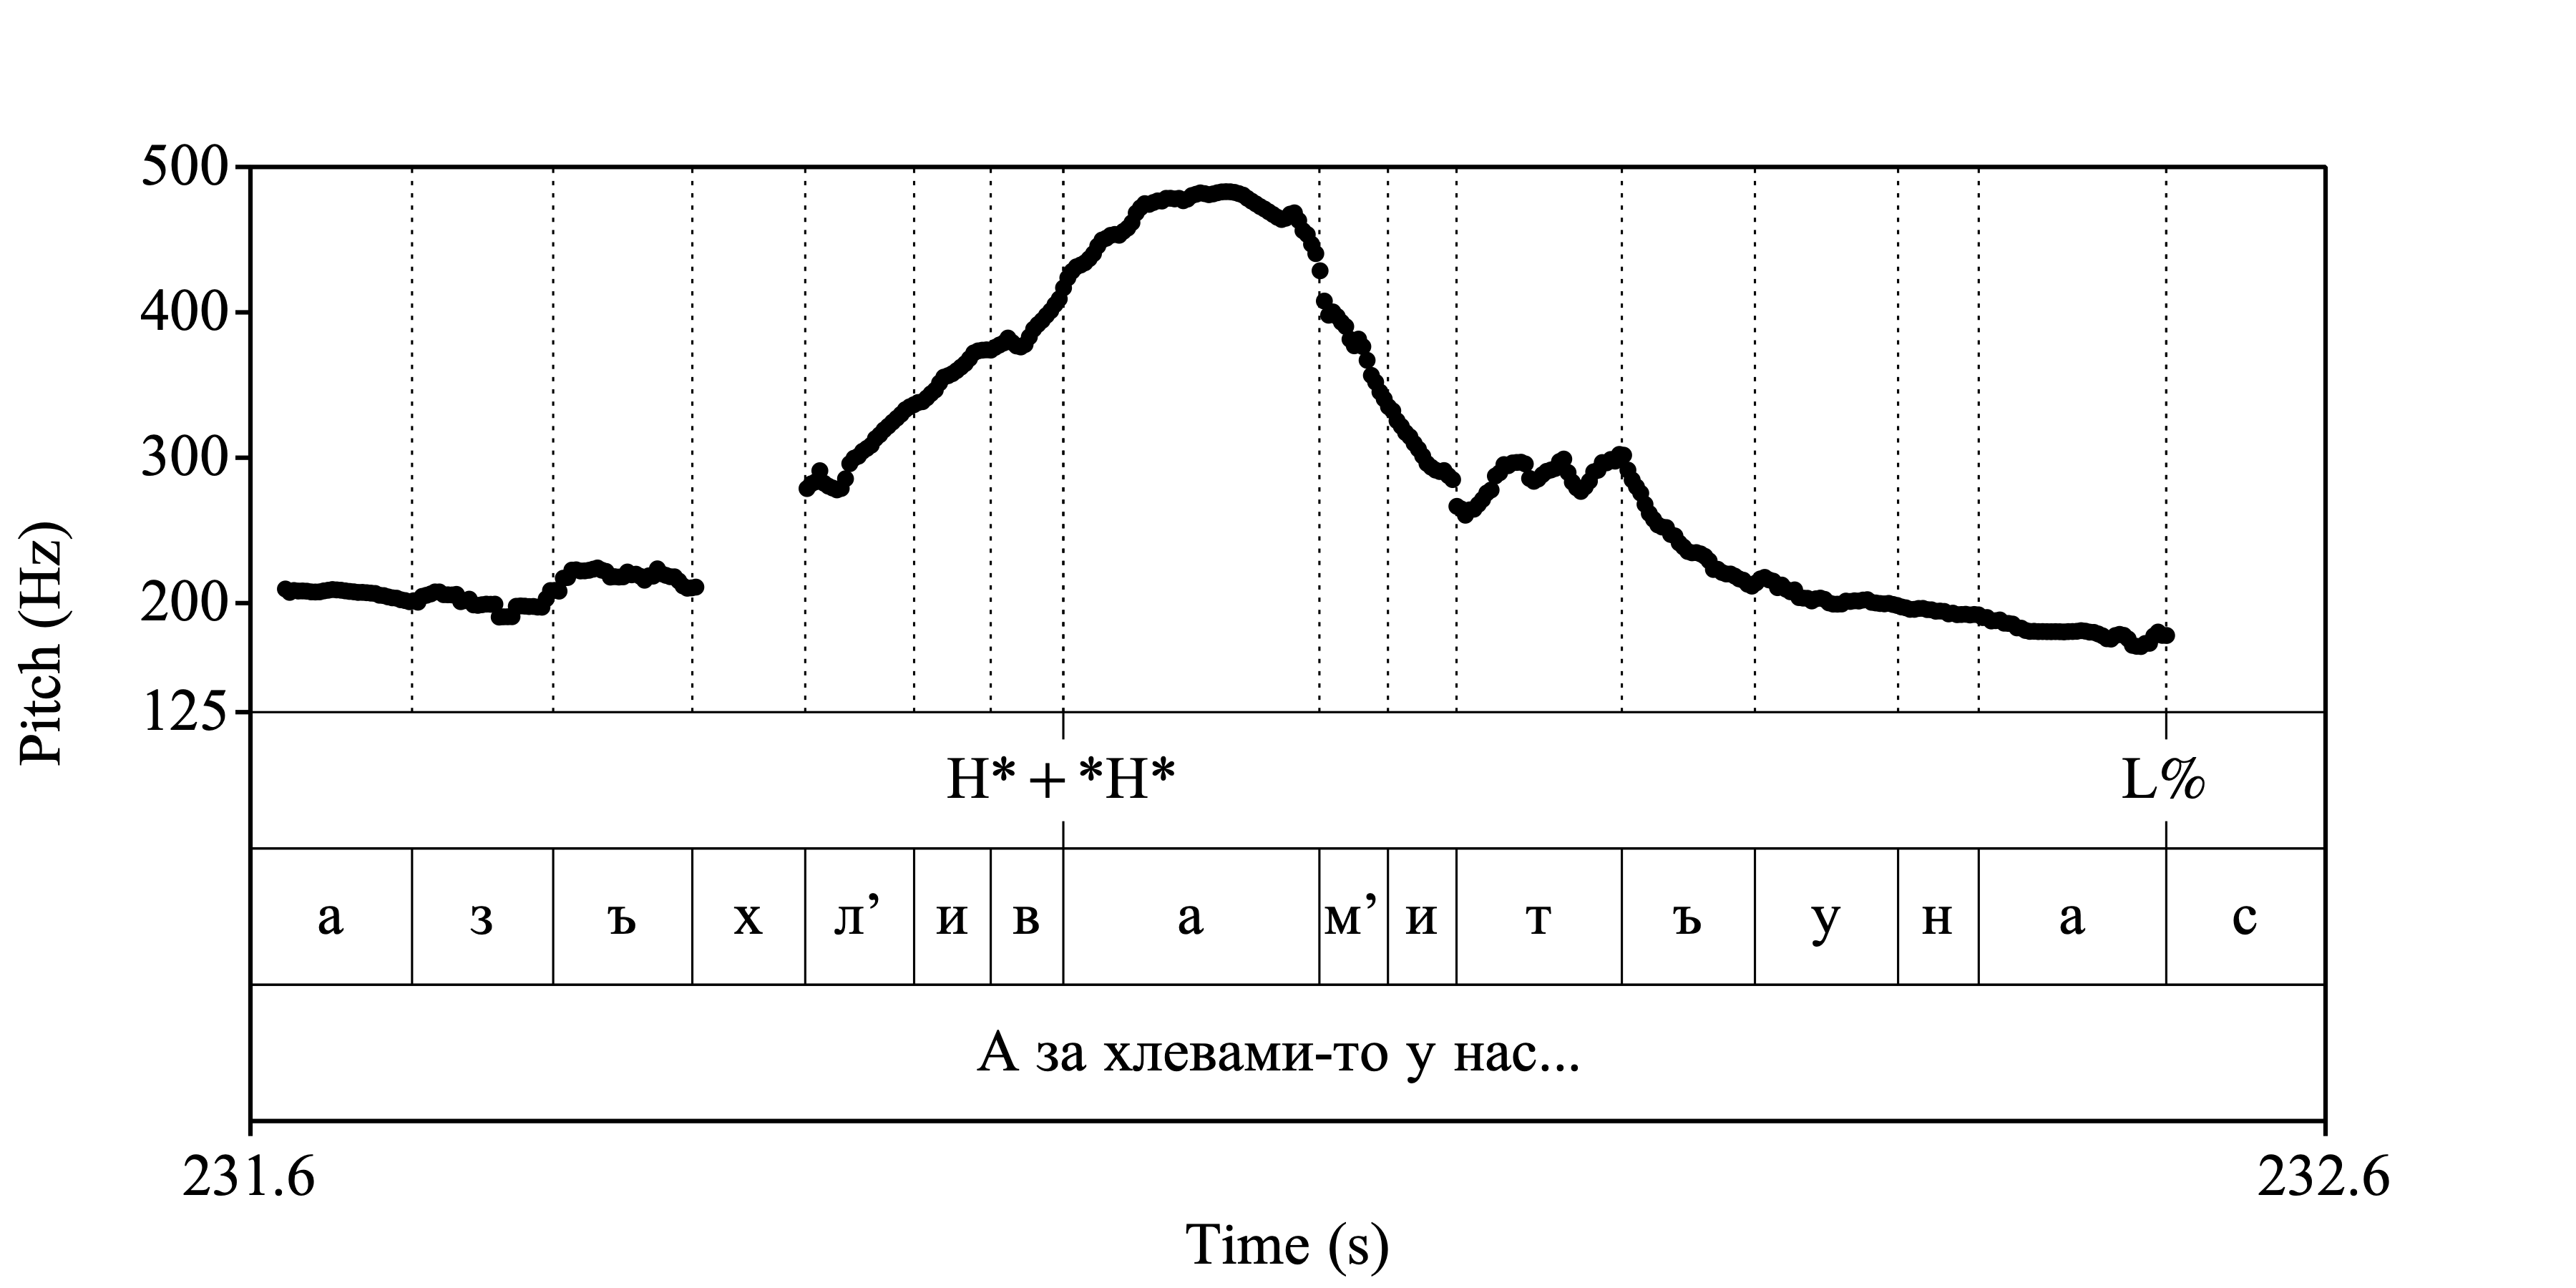 500
400
300
200
125
Pitch (Hz)
H* + *H* L%
а з ъ х л’ и в а м’ и т ъ у н а с
А за хлевами-то у нас...
231.6 232.6
Time (s)